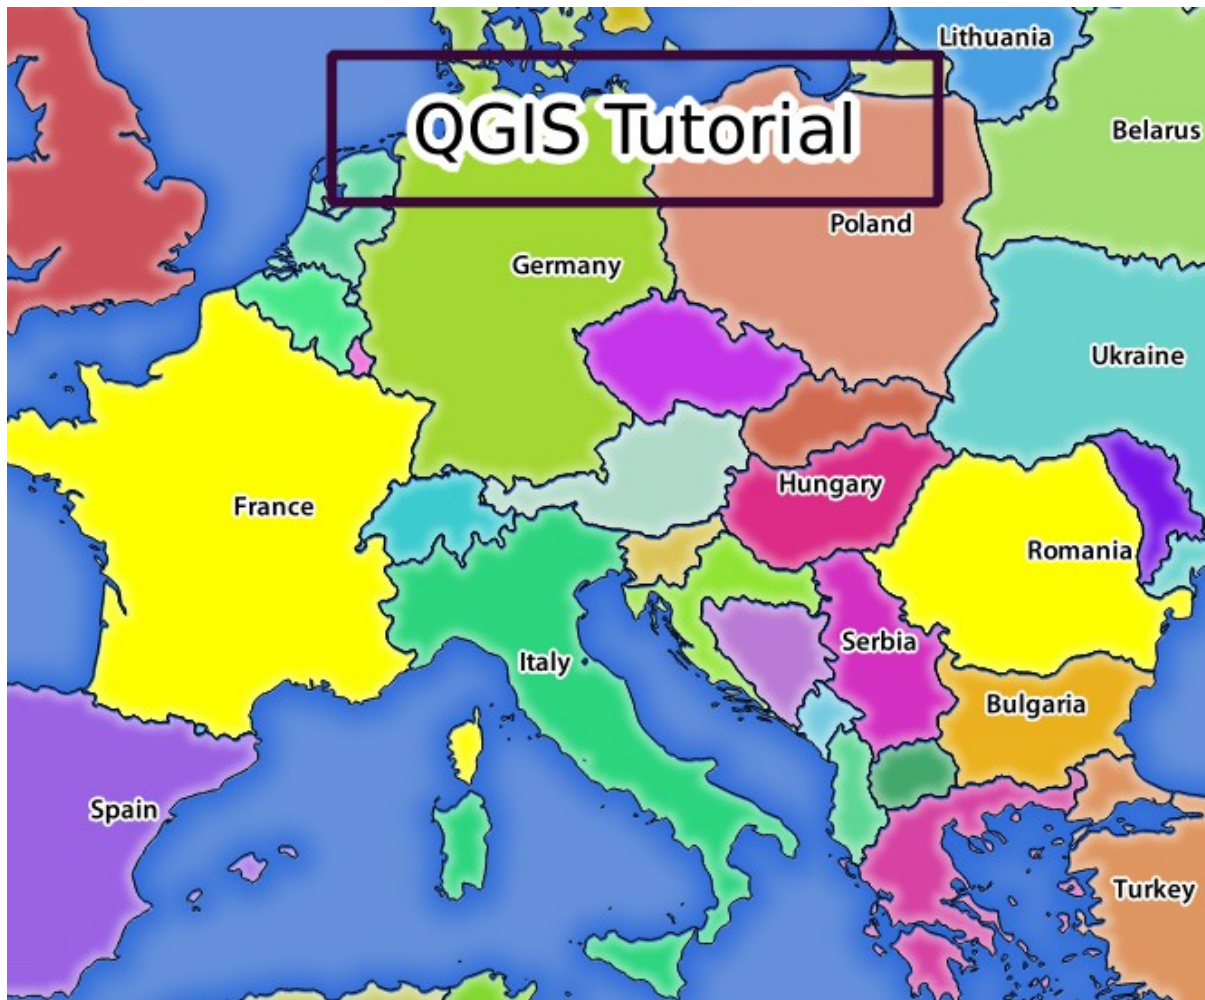 Lithuania
QGIS Tutorial
Belarus
Poland
Germany
Ukraine
Hungary
France
Romania
Serbia
Italy
Bulgaria
Spain
Turkey